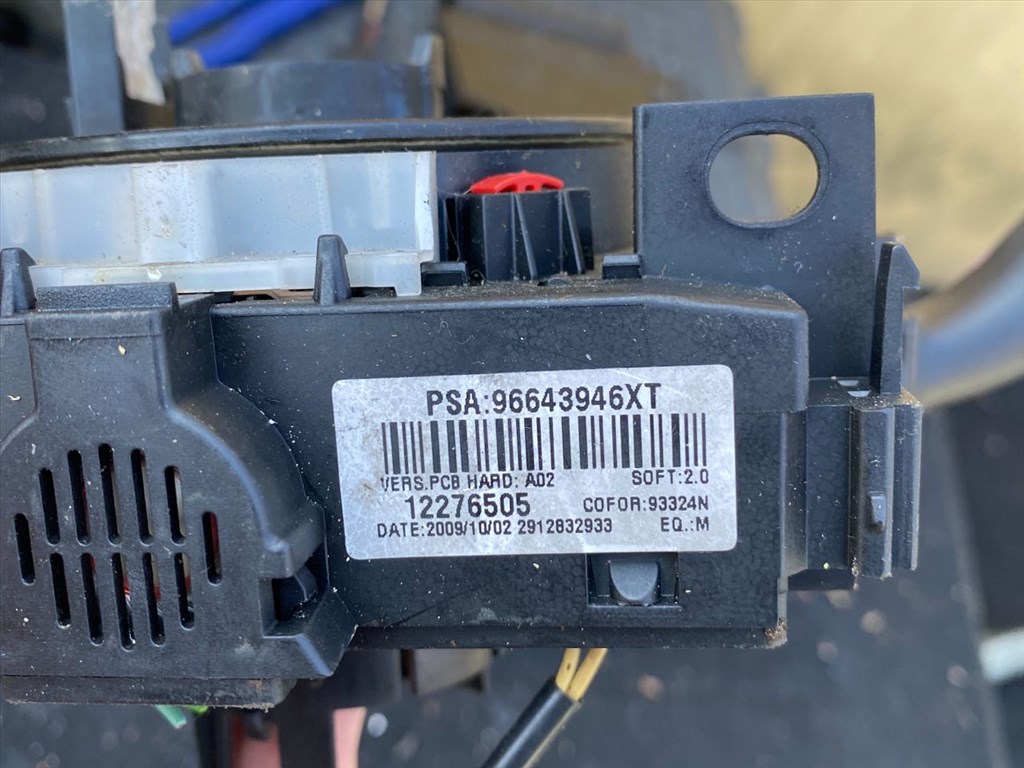 PSA:96643946XT
VERS.PCB HARD: A02 SOFT:2.0
12276505 COFOR:93324N
DATE:2009/10/02 2912832933 EQ.:M